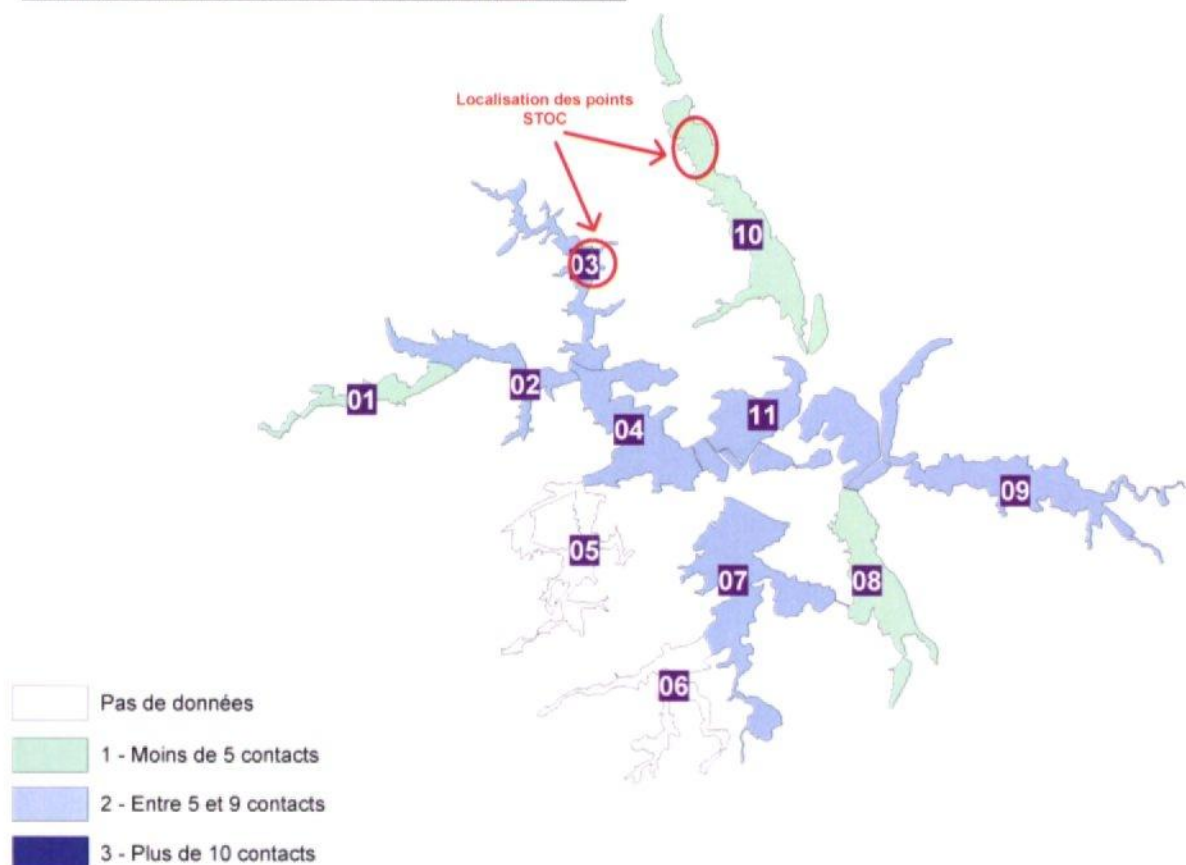 Localisation des points
STOC
10
03
01
02
04
11
09
05
07
08
06
Pas de données
1 - Moins de 5 contacts
2 - Entre 5 et 9 contacts
3 - Plus de 10 contacts